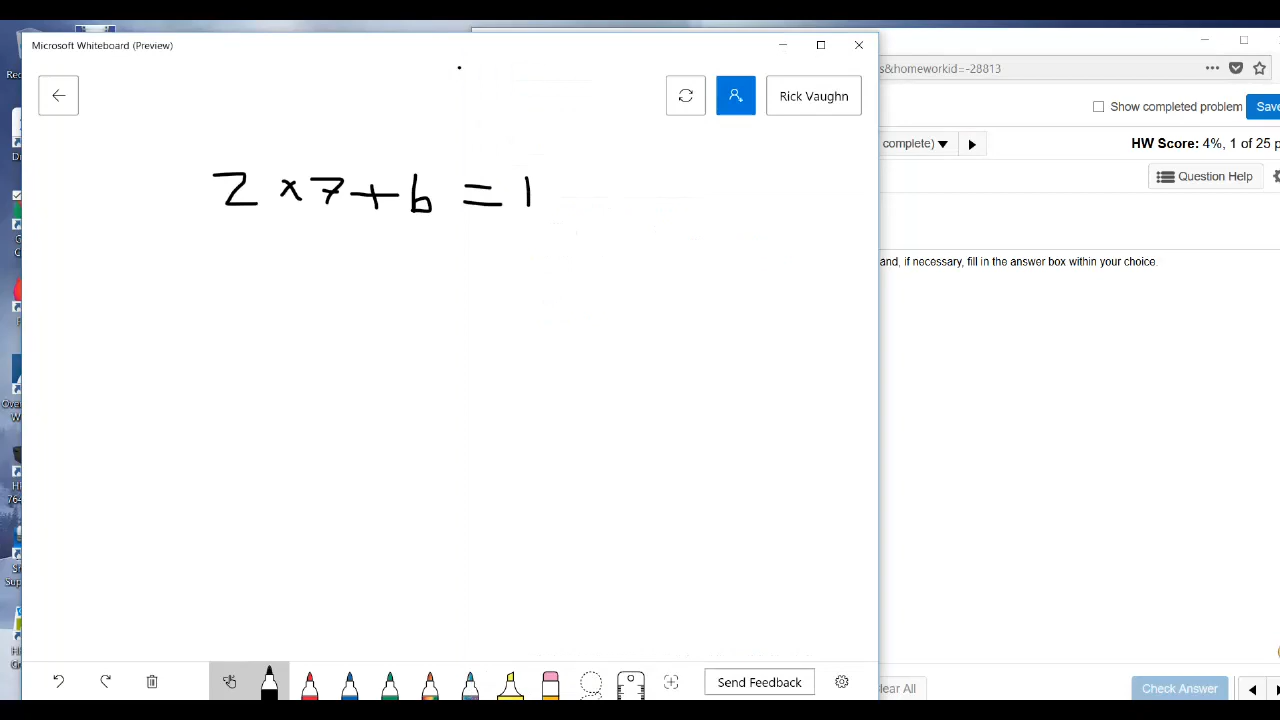 Microsoft Whiteboard (Preview)
s&homeworkid=-28813
Rick Vaughn
Show completed problem
Save
complete)
HW Score: 4%, 1 of 25 p
Question Help
2 × 7 + b = 1
and, if necessary, fill in the answer box within your choice.
Send Feedback
lear All
Check Answer